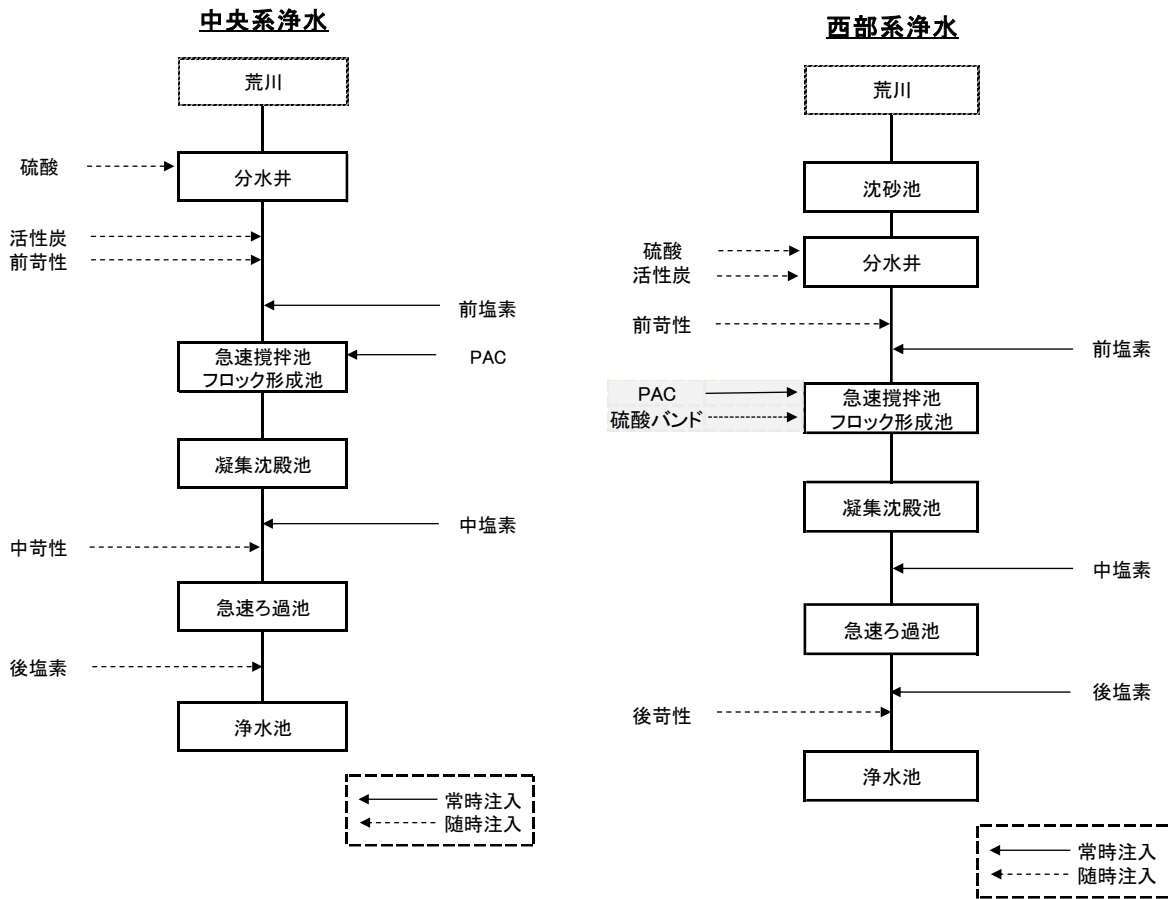 中央系浄水
荒川
硫酸
分水井
活性炭
前苛性
前塩素
急速攪拌池
フロック形成池
PAC
凝集沈殿池
中塩素
中苛性
急速ろ過池
後塩素
浄水池
常時注入
随時注入
西部系浄水
荒川
沈砂池
硫酸
活性炭
分水井
前苛性
前塩素
PAC
硫酸バンド
急速攪拌池
フロック形成池
凝集沈殿池
中塩素
急速ろ過池
後塩素
後苛性
浄水池
常時注入
随時注入